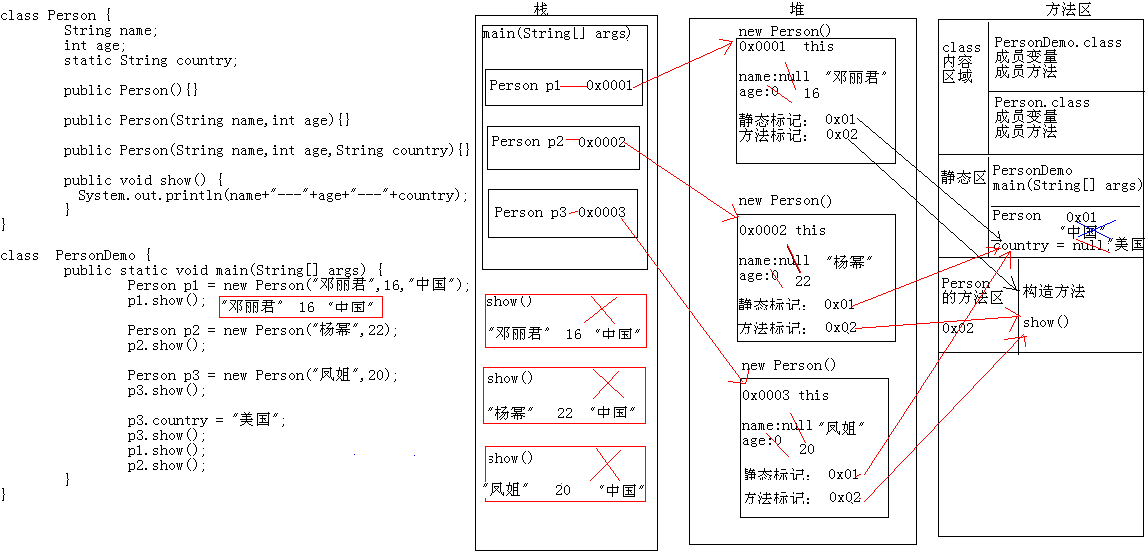 class Person {
String name;
int age;
static String country;
public Person(){}
public Person(String name,int age){}
public Person(String name,int age,String country){}
public void show() {
System.out.println(name+"---"+age+"---"+country);
}
}
class PersonDemo {
public static void main(String[] args) {
Person p1 = new Person("邓丽君",16,"中国");
p1.show();
"邓丽君" 16 "中国"
Person p2 = new Person("杨幂",22);
p2.show();
Person p3 = new Person("凤姐",20);
p3.show();
p3.country = "美国";
p3.show();
p1.show();
p2.show();
}
}
栈
main(String[] args)
Person p1 0x0001
Person p2 0x0002
Person p3 0x0003
show()
"邓丽君" 16 "中国"
show()
"杨幂" 22 "中国"
show()
"凤姐" 20 "中国"
堆
new Person()
0x0001 this
name:null "邓丽君"
age:0 16
静态标记: 0x01
方法标记: 0x02
new Person()
0x0002 this
name:null "杨幂"
age:0 22
静态标记: 0x01
方法标记: 0x02
new Person()
0x0003 this
name:null "凤姐"
age:0 20
静态标记: 0x01
方法标记: 0x02
方法区
class
内容
区域
PersonDemo.class
成员变量
成员方法
Person.class
成员变量
成员方法
静态区
PersonDemo
main(String[] args)
Person 0x01
"中国"
country = null"美国
Person
的方法区
0x02
构造方法
show()